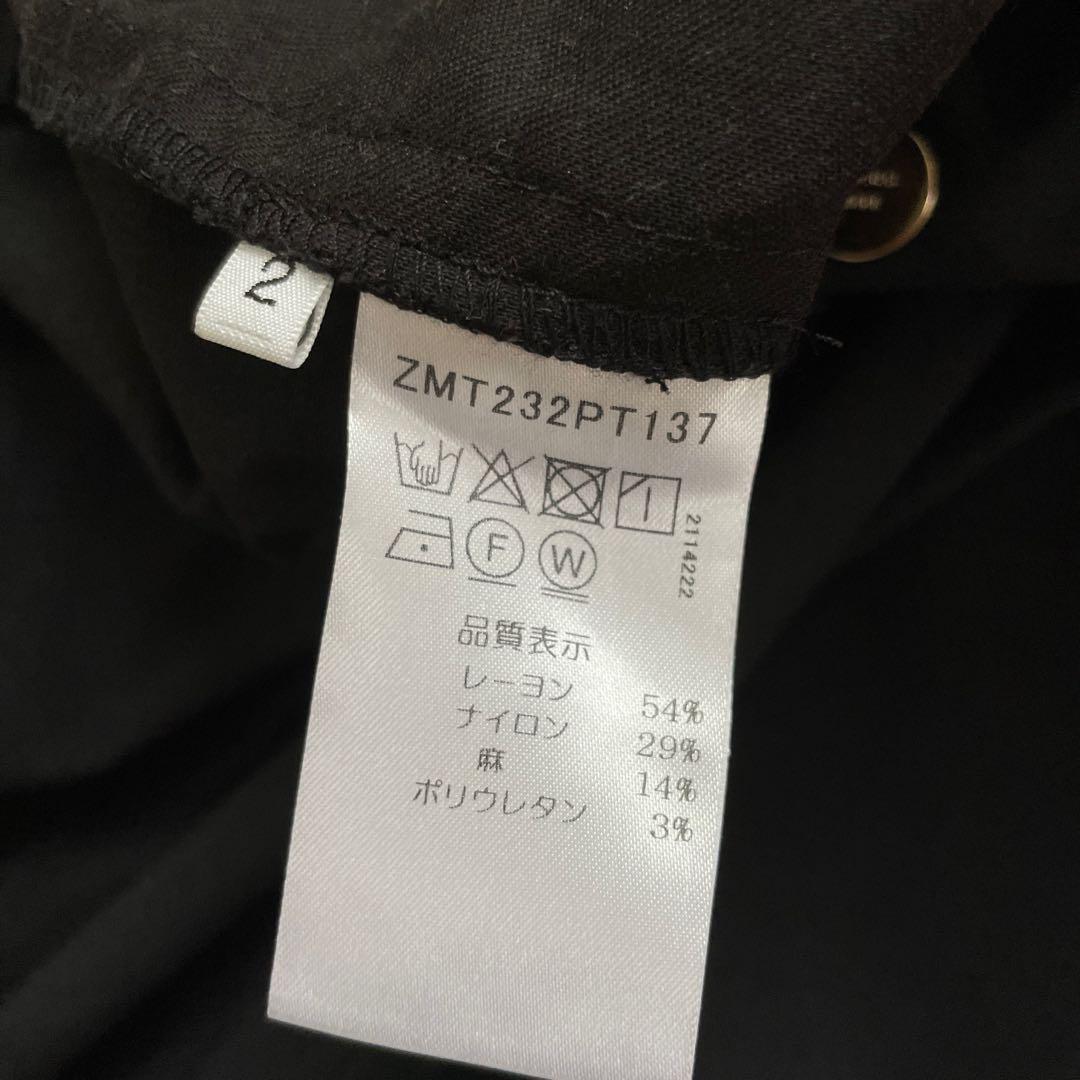 2
ZMT232PT137
2114222
F
W
品質表示
レーヨン 54%
ナイロン 29%
麻 14%
ポリウレタン 3%